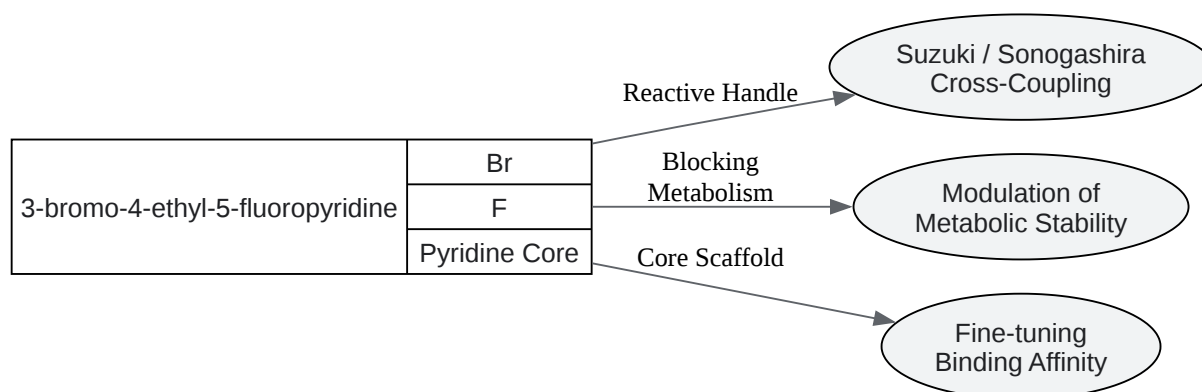 Suzuki / Sonogashira
Cross-Coupling
Reactive Handle
Br
Blocking
Metabolism
Modulation of
Metabolic Stability
3-bromo-4-ethyl-5-fluoropyridine
F
Pyridine Core
Core Scaffold
Fine-tuning
Binding Affinity